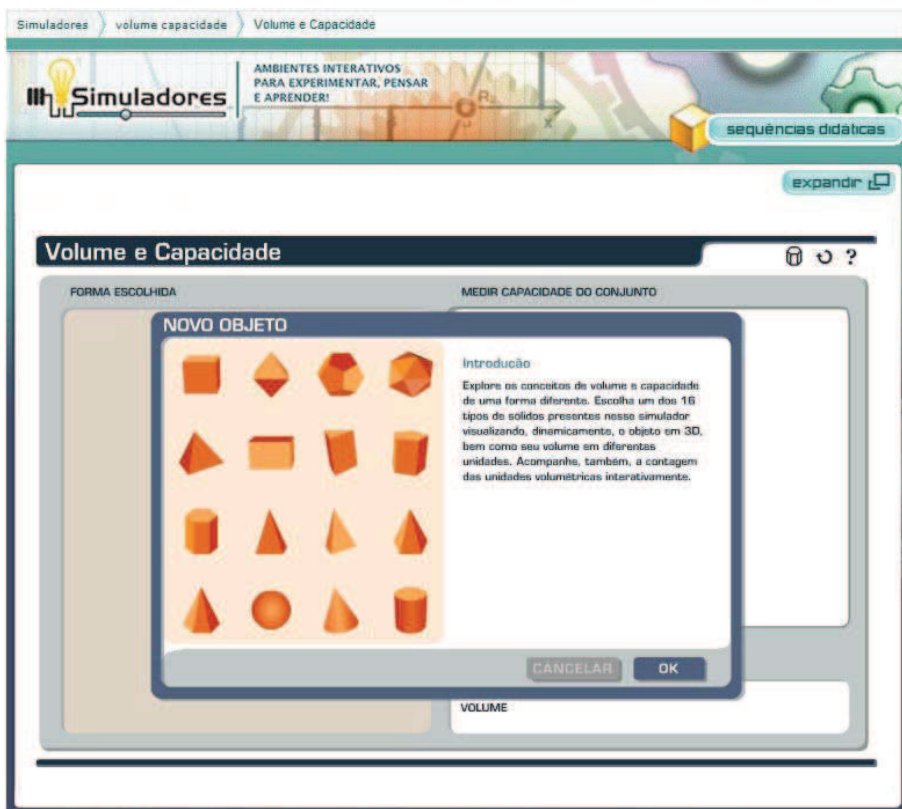 Simuladores volume capacidade Volume e Capacidade
Simuladores
AMBIENTES INTERATIVOS
PARA EXPERIMENTAR, PENSAR
E APRENDER!
R₂
x
sequências didáticas
expandir
Volume e Capacidade
?
FORMA ESCOLHIDA
MEDIR CAPACIDADE DO CONJUNTO
NOVO OBJETO
Introdução
Explore os conceitos de volume e capacidade
de uma forma diferente. Escolha um dos 16
tipos de sólidos presentes nesse simulador
visualizando, dinamicamente, o objeto em 3D,
bem como seu volume em diferentes
unidades. Acompanhe, também, a contagem
das unidades volumétricas interativamente.
CANCELAR
OK
VOLUME